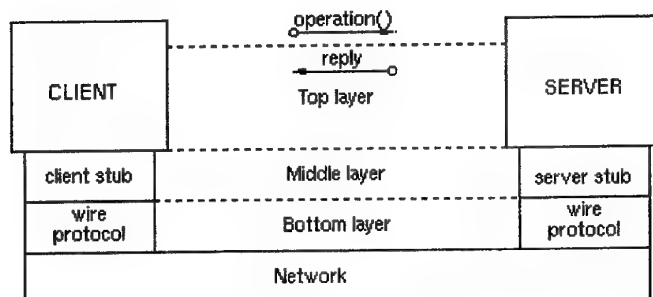 operation()
reply
CLIENT
Top layer
SERVER
client stub
Middle layer
server stub
wire
protocol
Bottom layer
wire
protocol
Network